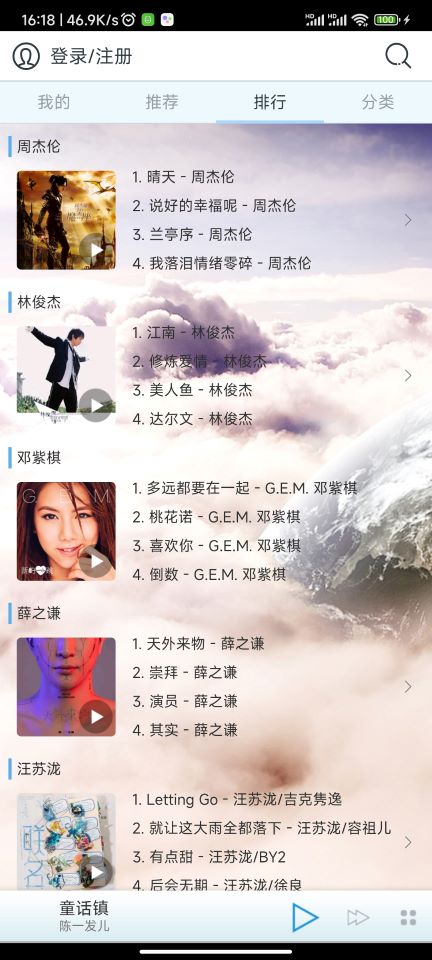 16:18 | 46.9K/s
HD HD 100
登录/注册
我的 推荐 排行 分类
周杰伦
1. 晴天 - 周杰伦
2. 说好的幸福呢 - 周杰伦
3. 兰亭序 - 周杰伦
4. 我落泪情绪零碎 - 周杰伦
林俊杰
1. 江南 - 林俊杰
2. 修炼爱情 - 林俊杰
3. 美人鱼 - 林俊杰
4. 达尔文 - 林俊杰
邓紫棋
G.E.M
1. 多远都要在一起 - G.E.M. 邓紫棋
2. 桃花诺 - G.E.M. 邓紫棋
3. 喜欢你 - G.E.M. 邓紫棋
4. 倒数 - G.E.M. 邓紫棋
薛之谦
1. 天外来物 - 薛之谦
2. 崇拜 - 薛之谦
3. 演员 - 薛之谦
4. 其实 - 薛之谦
汪苏泷
1. Letting Go - 汪苏泷/吉克隽逸
2. 就让这大雨全都落下 - 汪苏泷/容祖儿
3. 有点甜 - 汪苏泷/BY2
4. 后会无期 - 汪苏泷/徐良
童话镇
陈一发儿